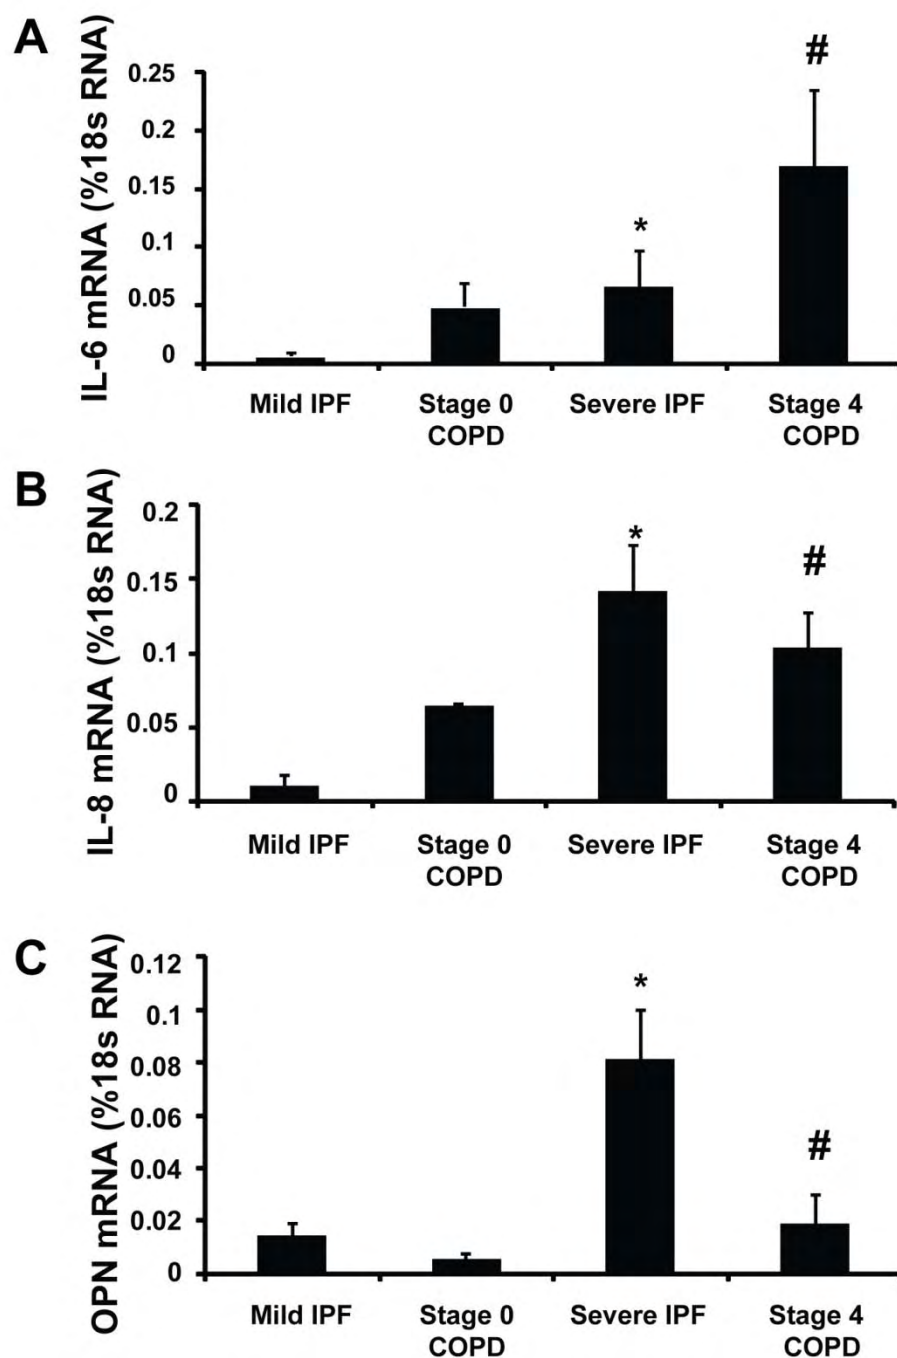 A
IL-6 mRNA (%18s RNA)
0.25
0.2
0.15
0.1
0.05
0
*
#
Mild IPF
Stage 0
COPD
Severe IPF
Stage 4
COPD
B
IL-8 mRNA (%18s RNA)
0.2
0.15
0.1
0.05
0
*
#
Mild IPF
Stage 0
COPD
Severe IPF
Stage 4
COPD
C
OPN mRNA (%18s RNA)
0.12
0.1
0.08
0.06
0.04
0.02
0
*
#
Mild IPF
Stage 0
COPD
Severe IPF
Stage 4
COPD